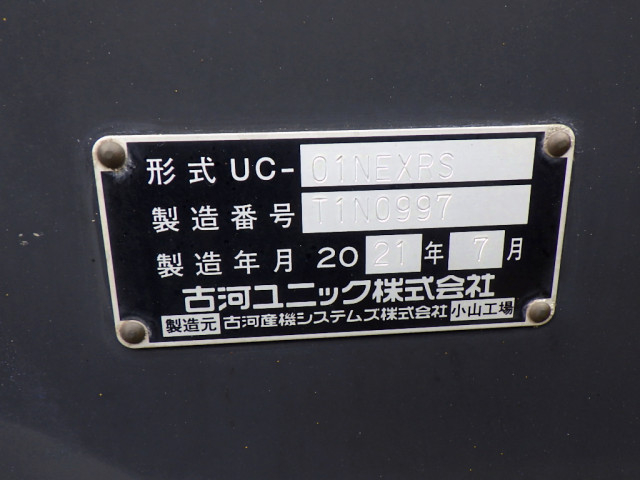 形式 UC-01NEXRS
製造番号 T1N0997
製造年月 2021年 7月
古河ユニック株式会社
製造元 古河産機システムズ株式会社 小山工場